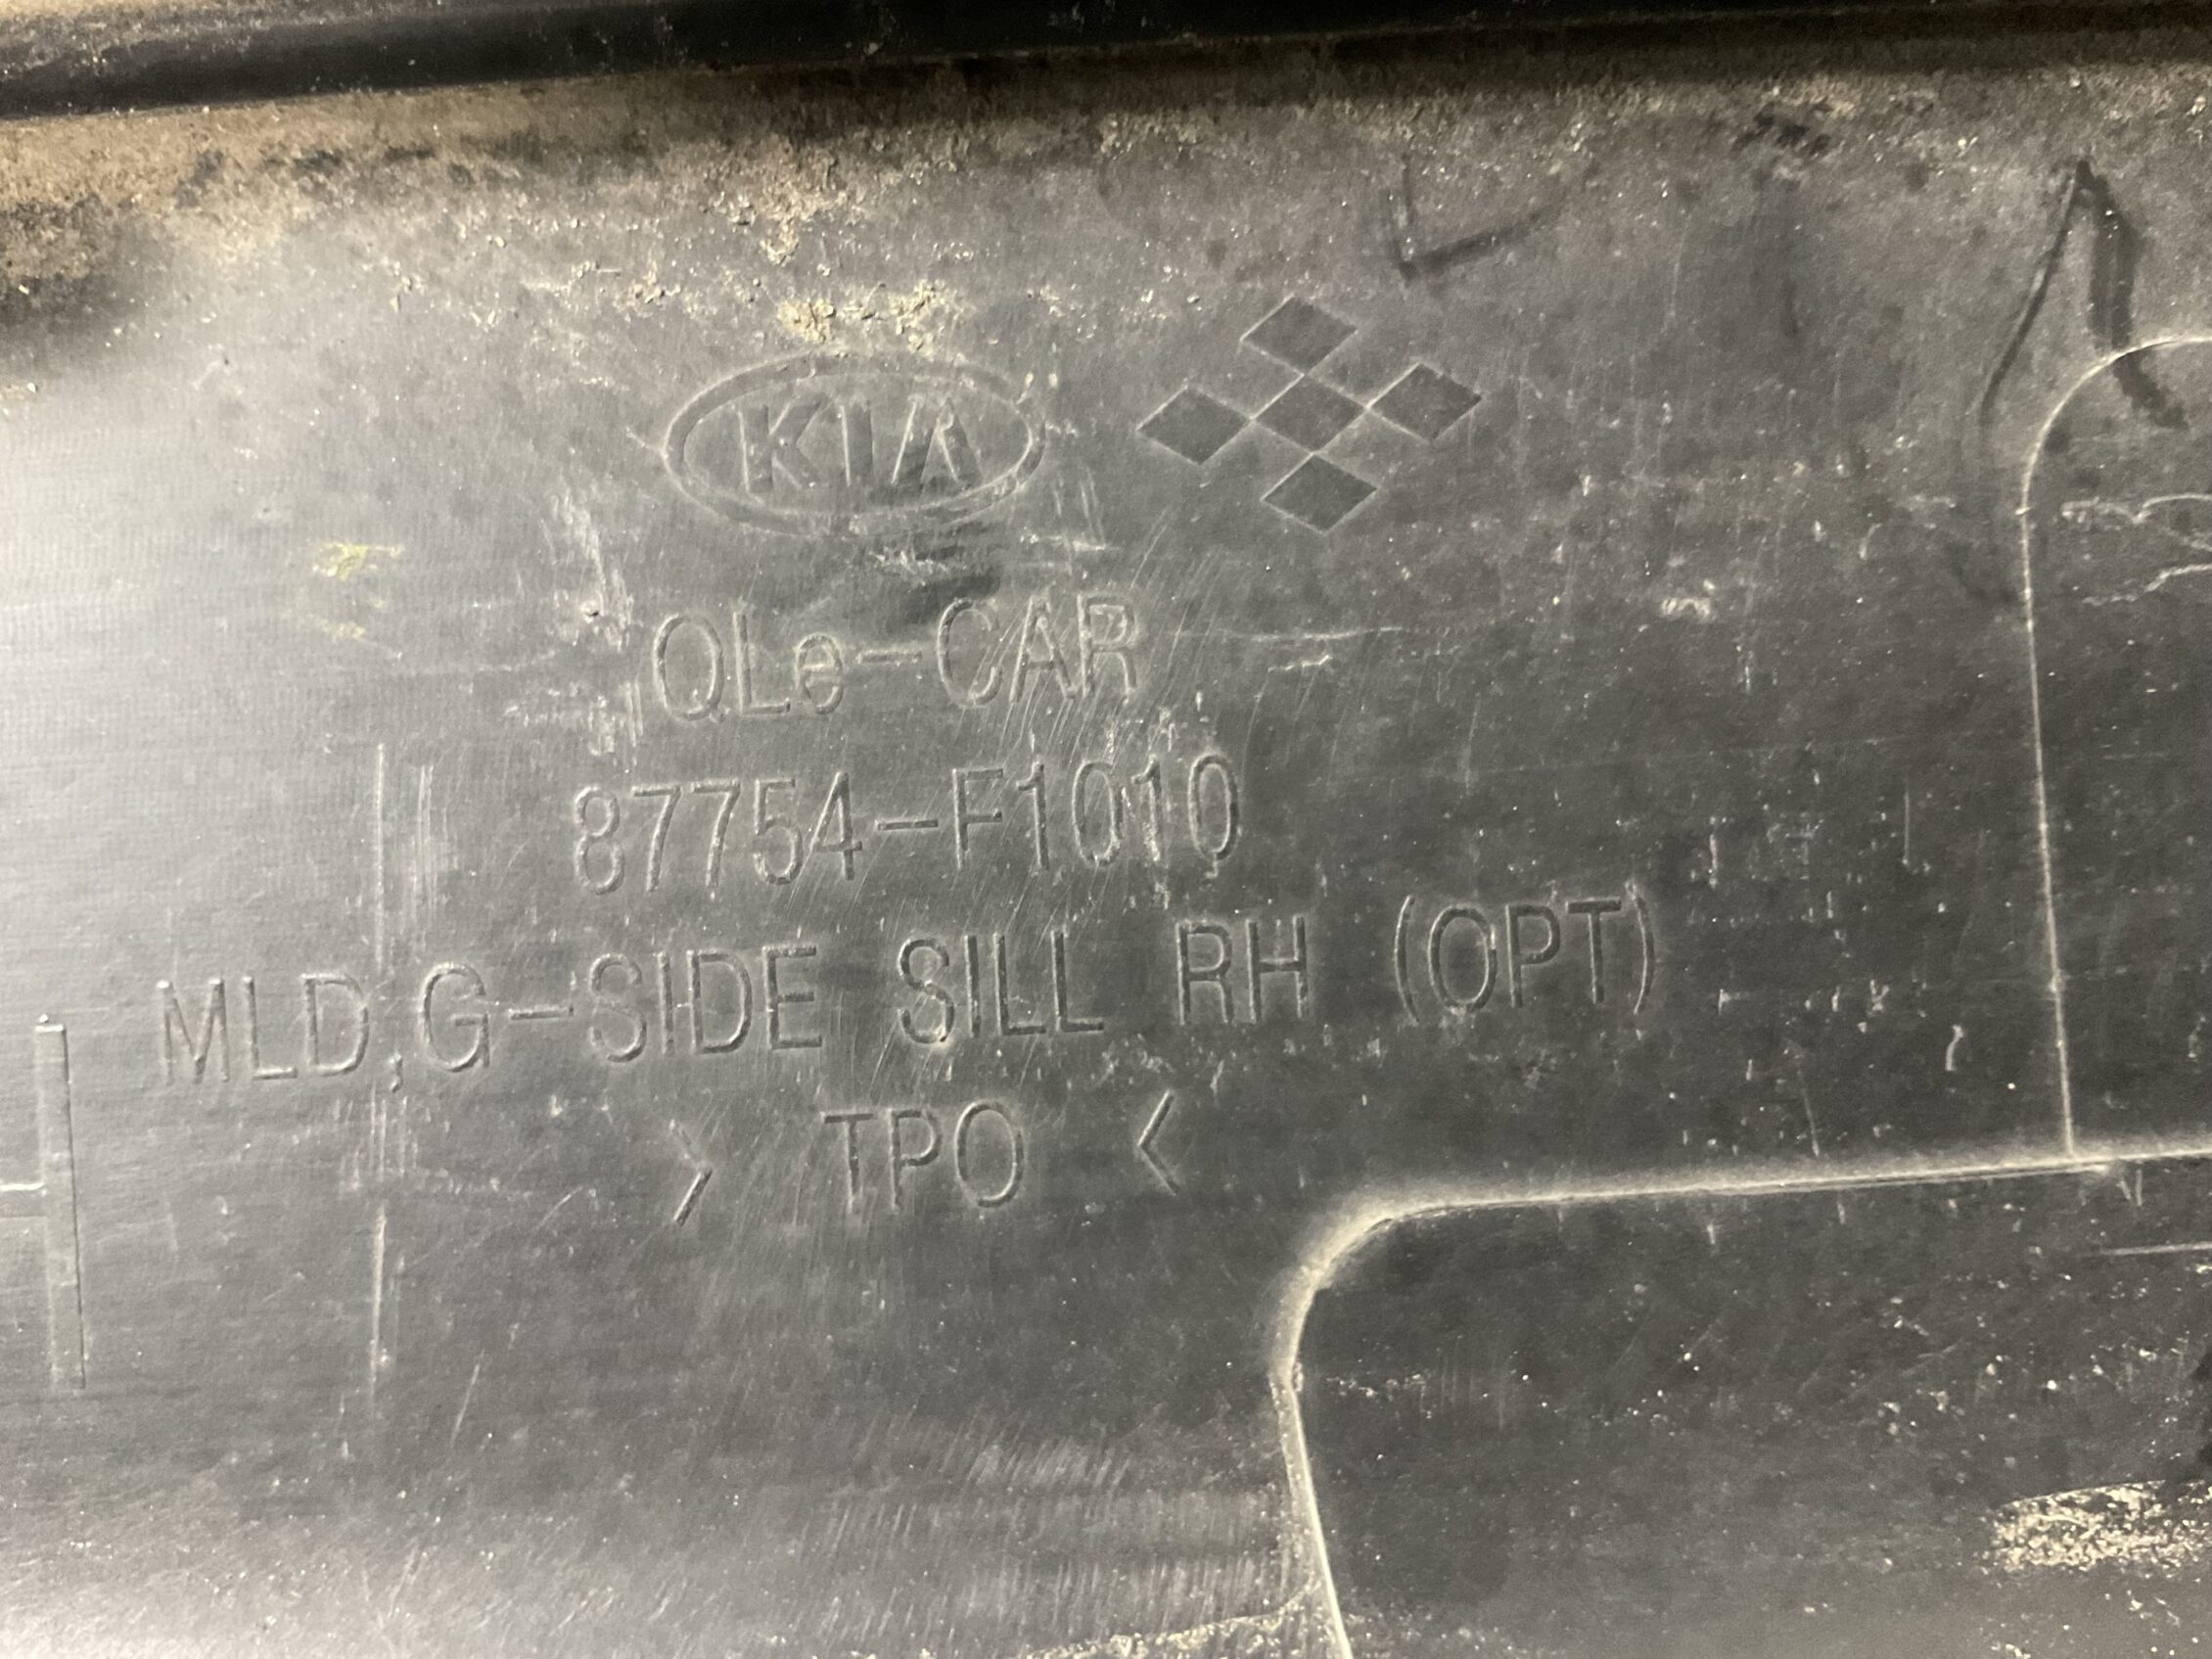 KIA
QLe-CAR
87754-F1010
MLD,G-SIDE SILL RH (OPT)
> TPO <